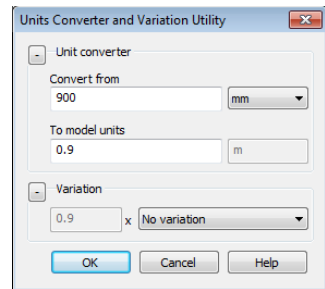 Units Converter and Variation Utility
- Unit converter
Convert from
900 mm
To model units
0.9 m
- Variation
0.9 x No variation
OK Cancel Help